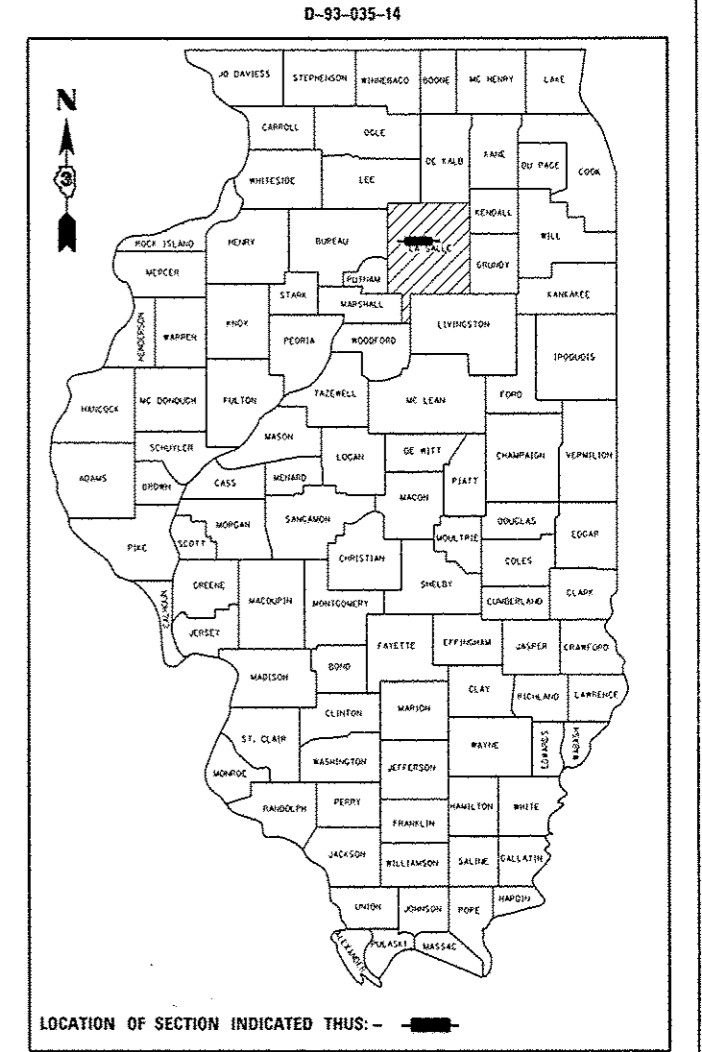 D-93-035-14
JO DAVIESS STEPHENSON WINNEBAGO BOONE MC HENRY LAKE
N
CARROLL OGLE
DE KALB KANE DU PAGE COOK
WHITESIDE LEE
3
KENDALL
ROCK ISLAND HENRY BUREAU LA SALLE WILL
MERCER PUTNAM GRUNDY
STARK MARSHALL KANKAKEE
HENDERSON WARREN KNOX PEORIA WOODFORD LIVINGSTON
IROQUOIS
HANCOCK MC DONOUGH FULTON TAZEWELL MC LEAN FORD
MASON
SCHUYLER LOGAN DE WITT CHAMPAIGN VERMILION
ADAMS BROWN CASS MENARD PIATT
MACON
MORGAN SANGAMON DOUGLAS
PIKE SCOTT CHRISTIAN MOULTRIE EDGAR
COLES
GREENE MACOUPIN MONTGOMERY SHELBY CUMBERLAND CLARK
CALHOUN
JERSEY FAYETTE EFFINGHAM JASPER CRAWFORD
MADISON BOND
CLAY RICHLAND LAWRENCE
CLINTON MARION
ST. CLAIR WAYNE EDWARDS WABASH
WASHINGTON JEFFERSON
MONROE
RANDOLPH PERRY HAMILTON WHITE
FRANKLIN
JACKSON WILLIAMSON SALINE GALLATIN
UNION JOHNSON POPE HARDIN
ALEXANDER PULASKI MASSAC
LOCATION OF SECTION INDICATED THUS: -